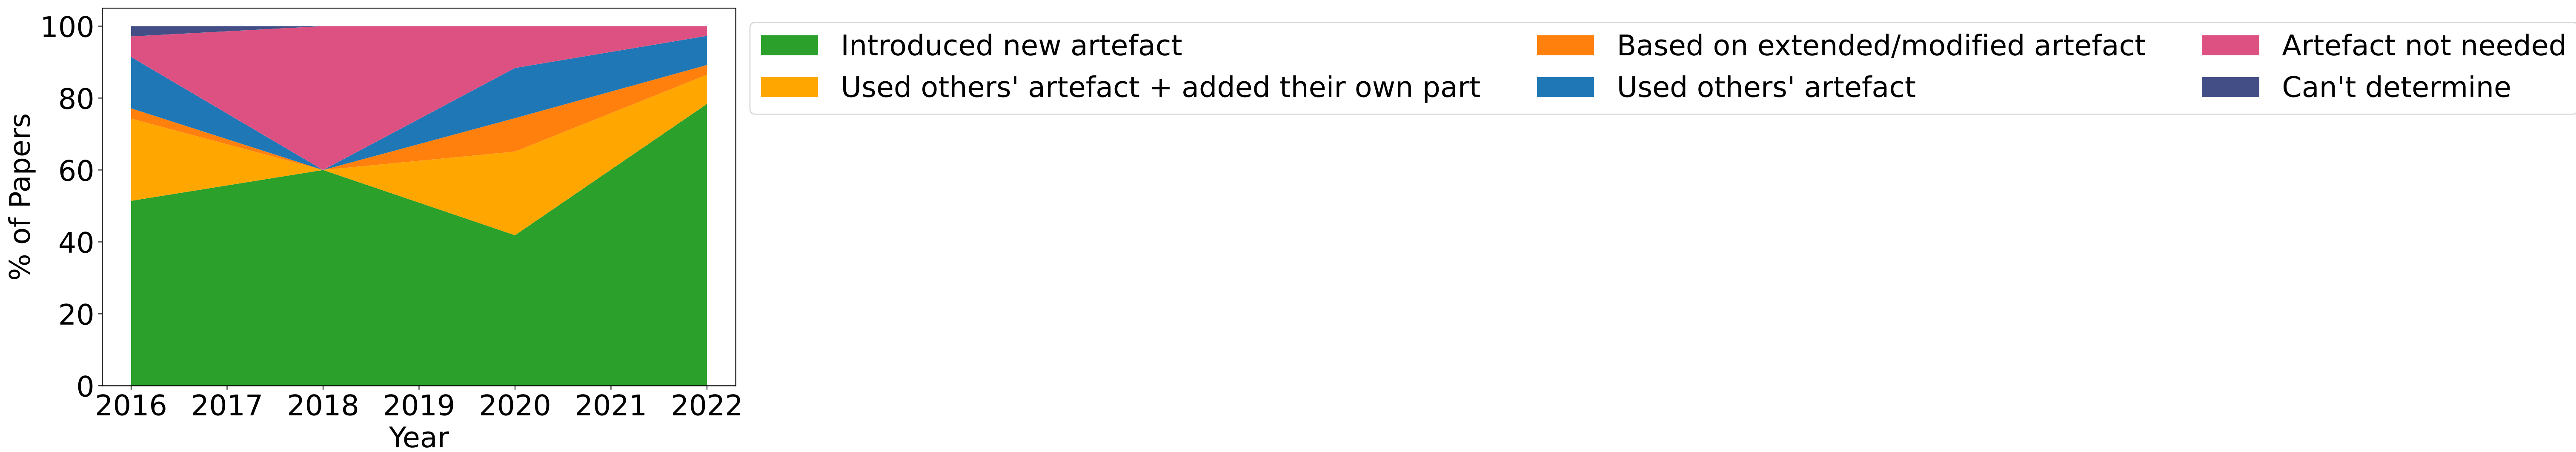 100
80
60
40
20
0
% of Papers
2016 2017 2018 2019 2020 2021 2022
Year
Introduced new artefact
Used others' artefact + added their own part
Based on extended/modified artefact
Used others' artefact
Artefact not needed
Can't determine